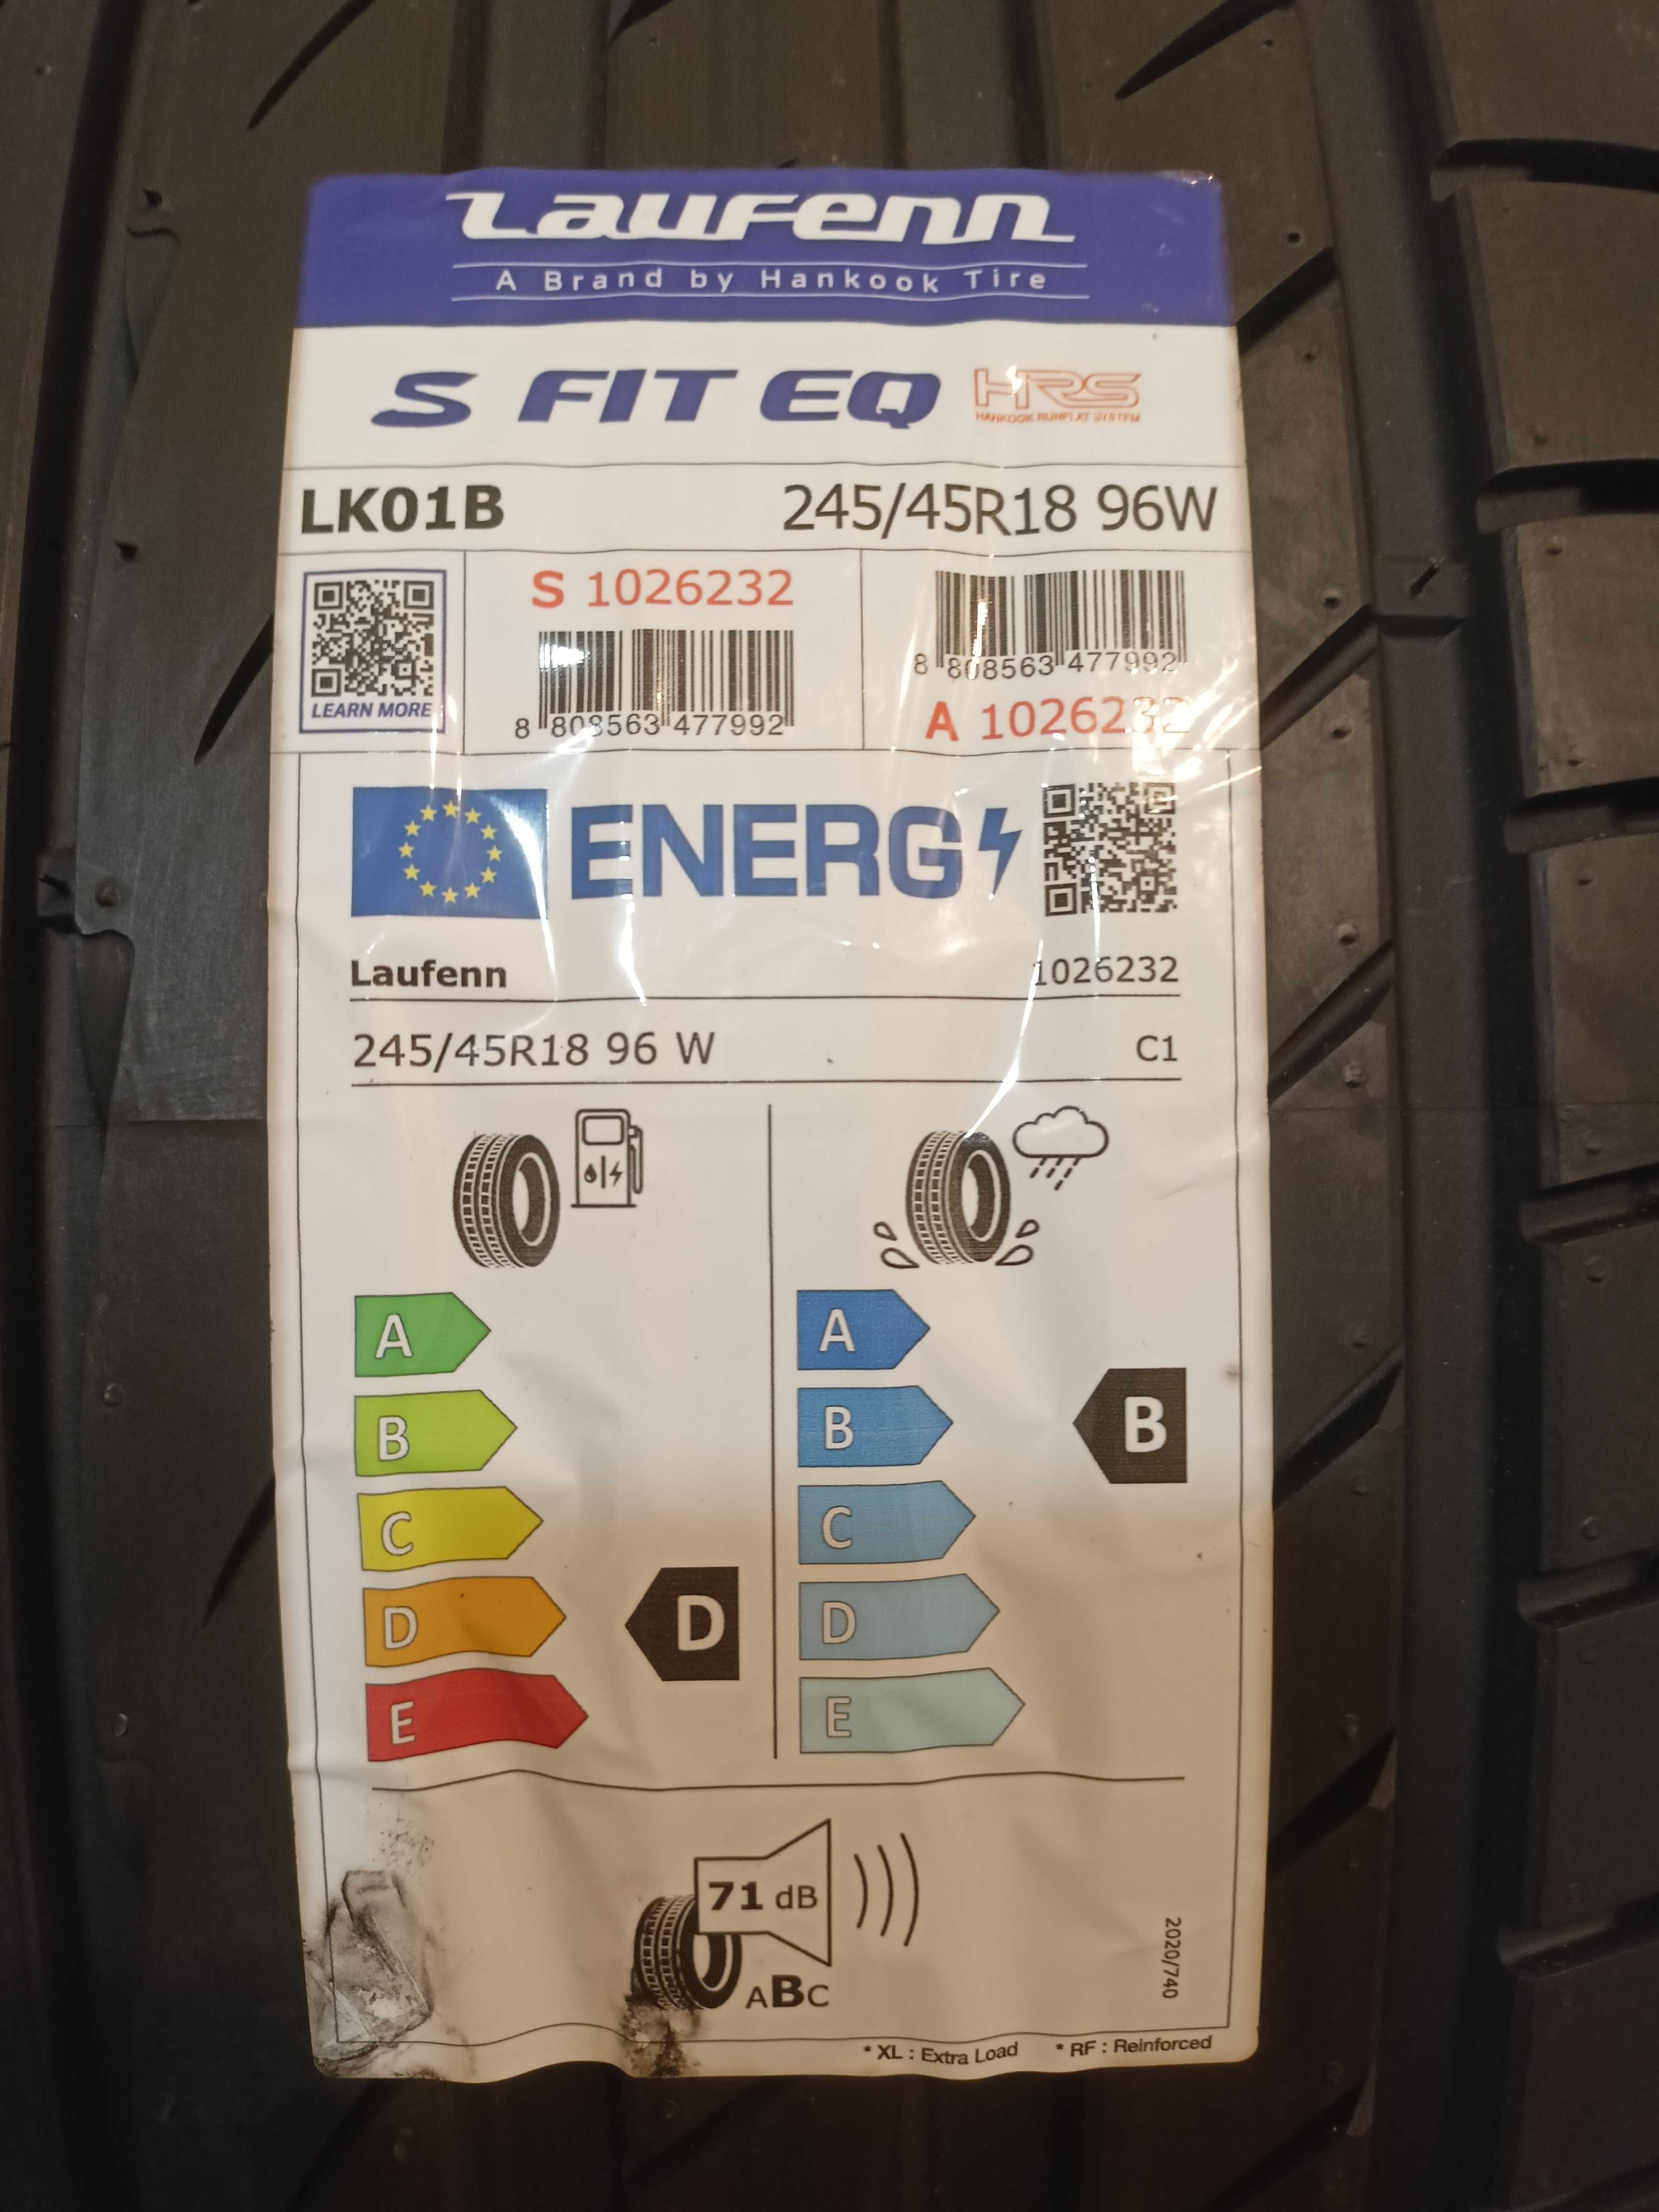 Laufenn
A Brand by Hankook Tire
S FIT EQ HRS
HANKOOK RUNFLAT SYSTEM
LK01B 245/45R18 96W
LEARN MORE
S 1026232
8 808563 477992
8 808563 477992
A 1026232
ENERG
Laufenn 1026232
245/45R18 96 W C1
A
B
C
D
E
D
A
B
C
D
E
B
71 dB
ABC
2020/740
* XL : Extra Load * RF : Reinforced